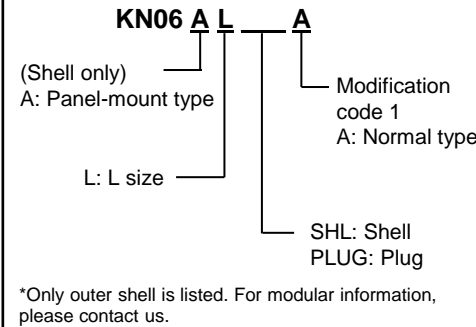 KN06 A L ___ A
(Shell only)
A: Panel-mount type
Modification
code 1
A: Normal type
L: L size
SHL: Shell
PLUG: Plug
*Only outer shell is listed. For modular information,
please contact us.